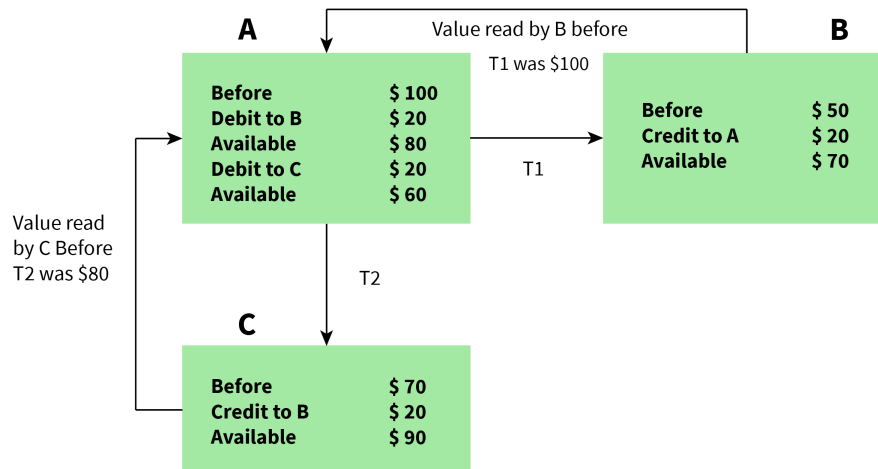 A
Value read by B before
T1 was $100
B
Before $ 100
Debit to B $ 20
Available $ 80
Debit to C $ 20
Available $ 60
T1
Before $ 50
Credit to A $ 20
Available $ 70
Value read
by C Before
T2 was $80
T2
C
Before $ 70
Credit to B $ 20
Available $ 90